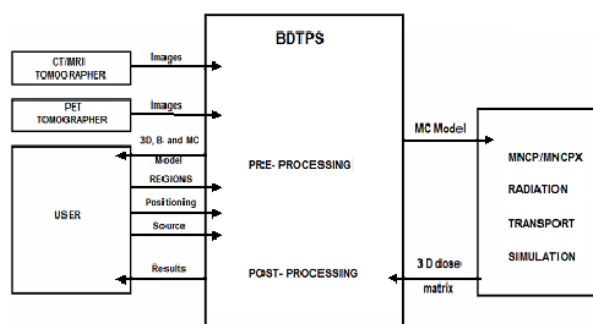 BDTPS
CT/MRI
TOMOGRAPHER
Images
PET
TOMOGRAPHER
Images
3D, B- and MC
Model
REGIONS
Positioning
Source
Results
USER
PRE- PROCESSING
POST- PROCESSING
MC Model
3 D dose
matrix
MNCP/MNCPX
RADIATION
TRANSPORT
SIMULATION